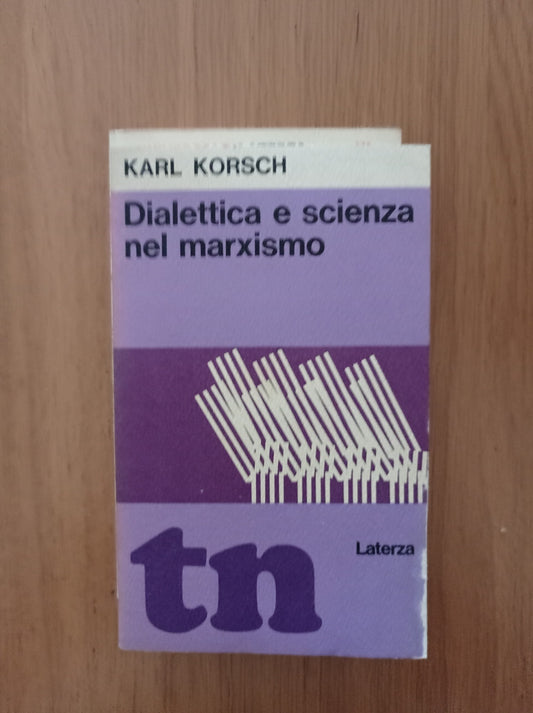 KARL KORSCH
Dialettica e scienza
nel marxismo
Laterza
tn